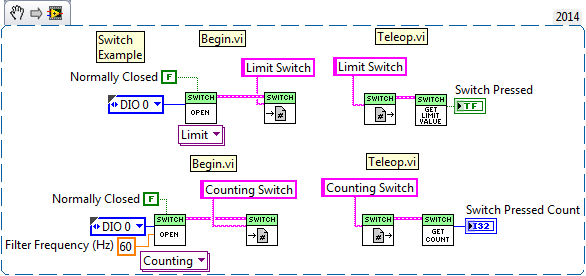 2014
Switch
Example
Begin.vi
Teleop.vi
Limit Switch
Limit Switch
Normally Closed
F
Switch Pressed
DIO 0
SWITCH
OPEN
SWITCH
#
SWITCH
#
SWITCH
GET
LIMIT
VALUE
TF
Limit
Begin.vi
Teleop.vi
Counting Switch
Counting Switch
Normally Closed
F
Switch Pressed Count
DIO 0
SWITCH
OPEN
SWITCH
#
SWITCH
#
SWITCH
GET
COUNT
I32
Filter Frequency (Hz)
60
Counting